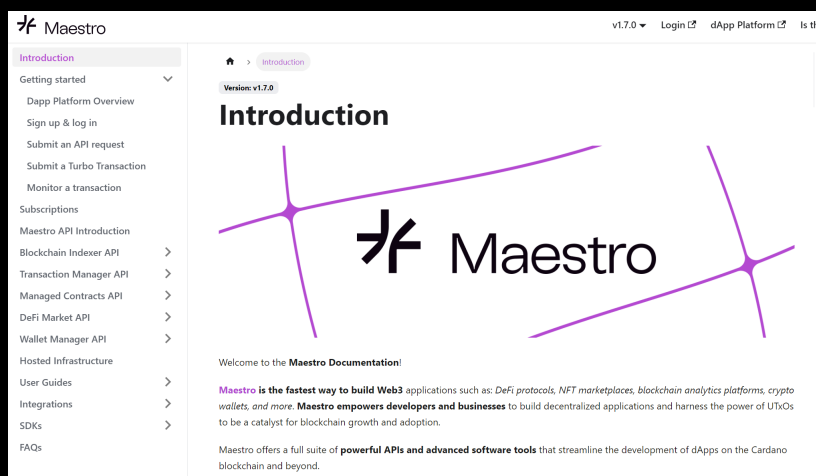 Maestro
v1.7.0 Login dApp Platform Is th
Introduction
Getting started
Dapp Platform Overview
Sign up & log in
Submit an API request
Submit a Turbo Transaction
Monitor a transaction
Subscriptions
Maestro API Introduction
Blockchain Indexer API
Transaction Manager API
Managed Contracts API
DeFi Market API
Wallet Manager API
Hosted Infrastructure
User Guides
Integrations
SDKs
FAQs
Introduction
Version: v1.7.0
Introduction
Maestro
Welcome to the Maestro Documentation!
Maestro is the fastest way to build Web3 applications such as: DeFi protocols, NFT marketplaces, blockchain analytics platforms, crypto
wallets, and more. Maestro empowers developers and businesses to build decentralized applications and harness the power of UTxOs
to be a catalyst for blockchain growth and adoption.
Maestro offers a full suite of powerful APIs and advanced software tools that streamline the development of dApps on the Cardano
blockchain and beyond.